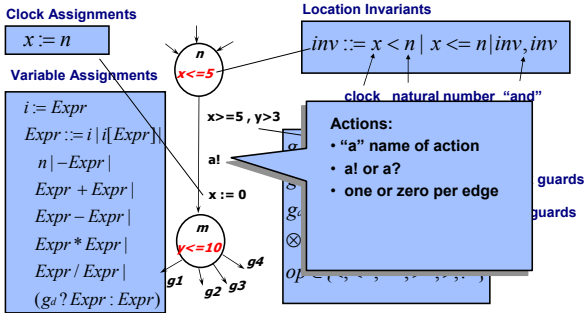 Clock Assignments
x := n
Variable Assignments
i := Expr
Expr ::= i | i[Expr] |
n | −Expr |
Expr + Expr |
Expr − Expr |
Expr * Expr |
Expr / Expr |
(g_d ? Expr : Expr)
n
x<=5
x>=5 , y>3
a!
x := 0
m
y<=10
g1
g2
g3
g4
Location Invariants
inv ::= x < n | x <= n | inv, inv
clock natural number “and”
Actions:
• “a” name of action
• a! or a?
• one or zero per edge
guards
guards